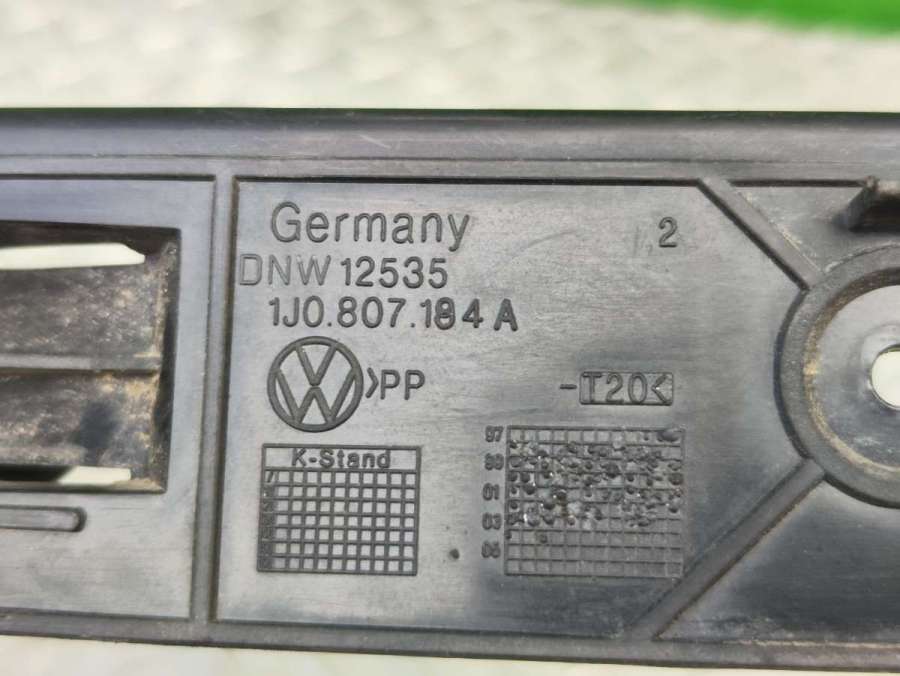 Germany
2
DNW 12535
1J0.807.184 A
>PP
-T20<
K-Stand
97
99
01
03
05